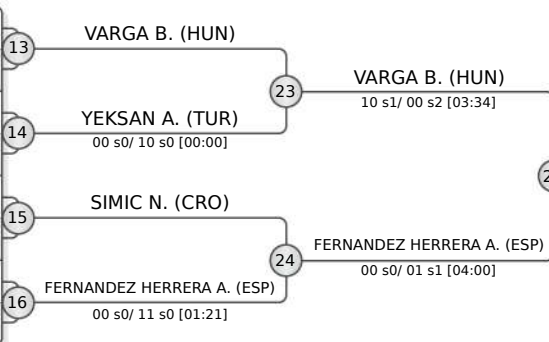 13
VARGA B. (HUN)
23
VARGA B. (HUN)
10 s1/ 00 s2 [03:34]
14
YEKSAN A. (TUR)
00 s0/ 10 s0 [00:00]
15
SIMIC N. (CRO)
24
FERNANDEZ HERRERA A. (ESP)
00 s0/ 01 s1 [04:00]
16
FERNANDEZ HERRERA A. (ESP)
00 s0/ 11 s0 [01:21]